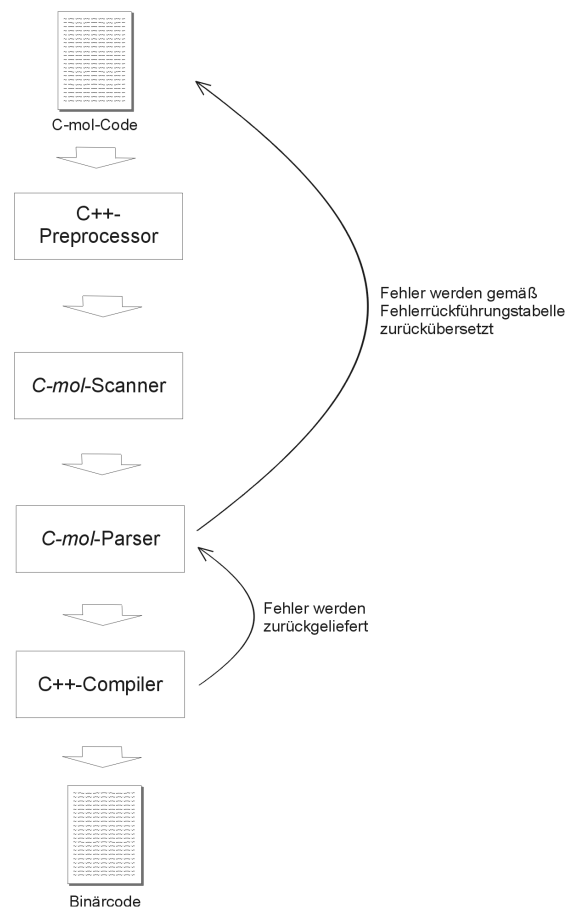 C-mol-Code
C++-
Preprocessor
Fehler werden gemäß
Fehlerrückführungstabelle
zurückübersetzt
C-mol-Scanner
C-mol-Parser
Fehler werden
zurückgeliefert
C++-Compiler
Binärcode